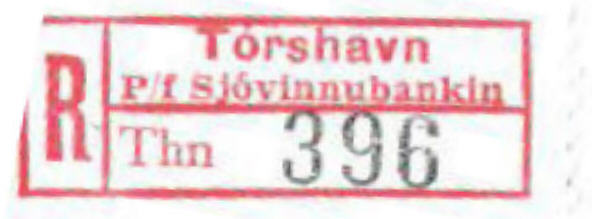 R
Tórshavn
P/f Sjóvinnubankin
Thn 396